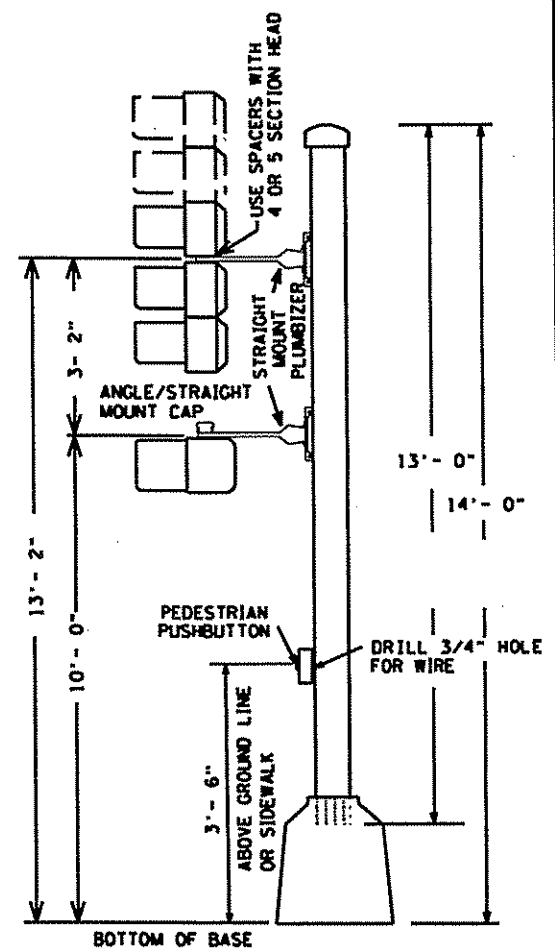 USE SPACERS WITH
4 OR 5 SECTION HEAD
STRAIGHT
MOUNT
PLUMBIZER
3- 2"
ANGLE/STRAIGHT
MOUNT CAP
13'- 0"
14'- 0"
13'- 2"
10'- 0"
PEDESTRIAN
PUSHBUTTON
DRILL 3/4" HOLE
FOR WIRE
3'- 6"
ABOVE GROUND LINE
OR SIDEWALK
BOTTOM OF BASE